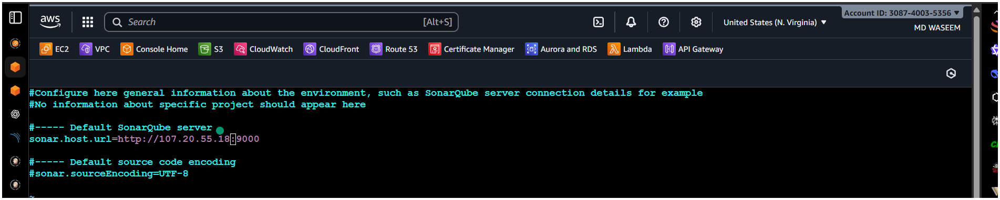 Account ID: 3087-4003-5356
aws
Search [Alt+S]
United States (N. Virginia)
MD WASEEM
EC2 VPC Console Home S3 CloudWatch CloudFront Route 53 Certificate Manager Aurora and RDS Lambda API Gateway
#Configure here general information about the environment, such as SonarQube server connection details for example
#No information about specific project should appear here
#----- Default SonarQube server
sonar.host.url=http://107.20.55.18:9000
#----- Default source code encoding
#sonar.sourceEncoding=UTF-8
~